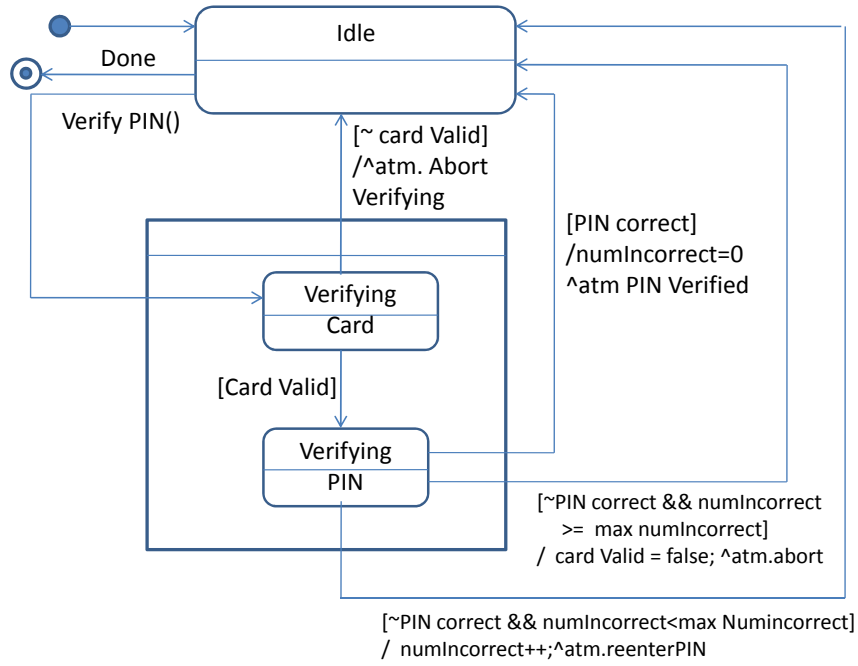 Idle
Done
Verify PIN()
[~ card Valid]
/^atm. Abort
Verifying
[PIN correct]
/numIncorrect=0
^atm PIN Verified
Verifying
Card
[Card Valid]
Verifying
PIN
[~PIN correct && numIncorrect
>= max numIncorrect]
/ card Valid = false; ^atm.abort
[~PIN correct && numIncorrect<max Numincorrect]
/ numIncorrect++;^atm.reenterPIN